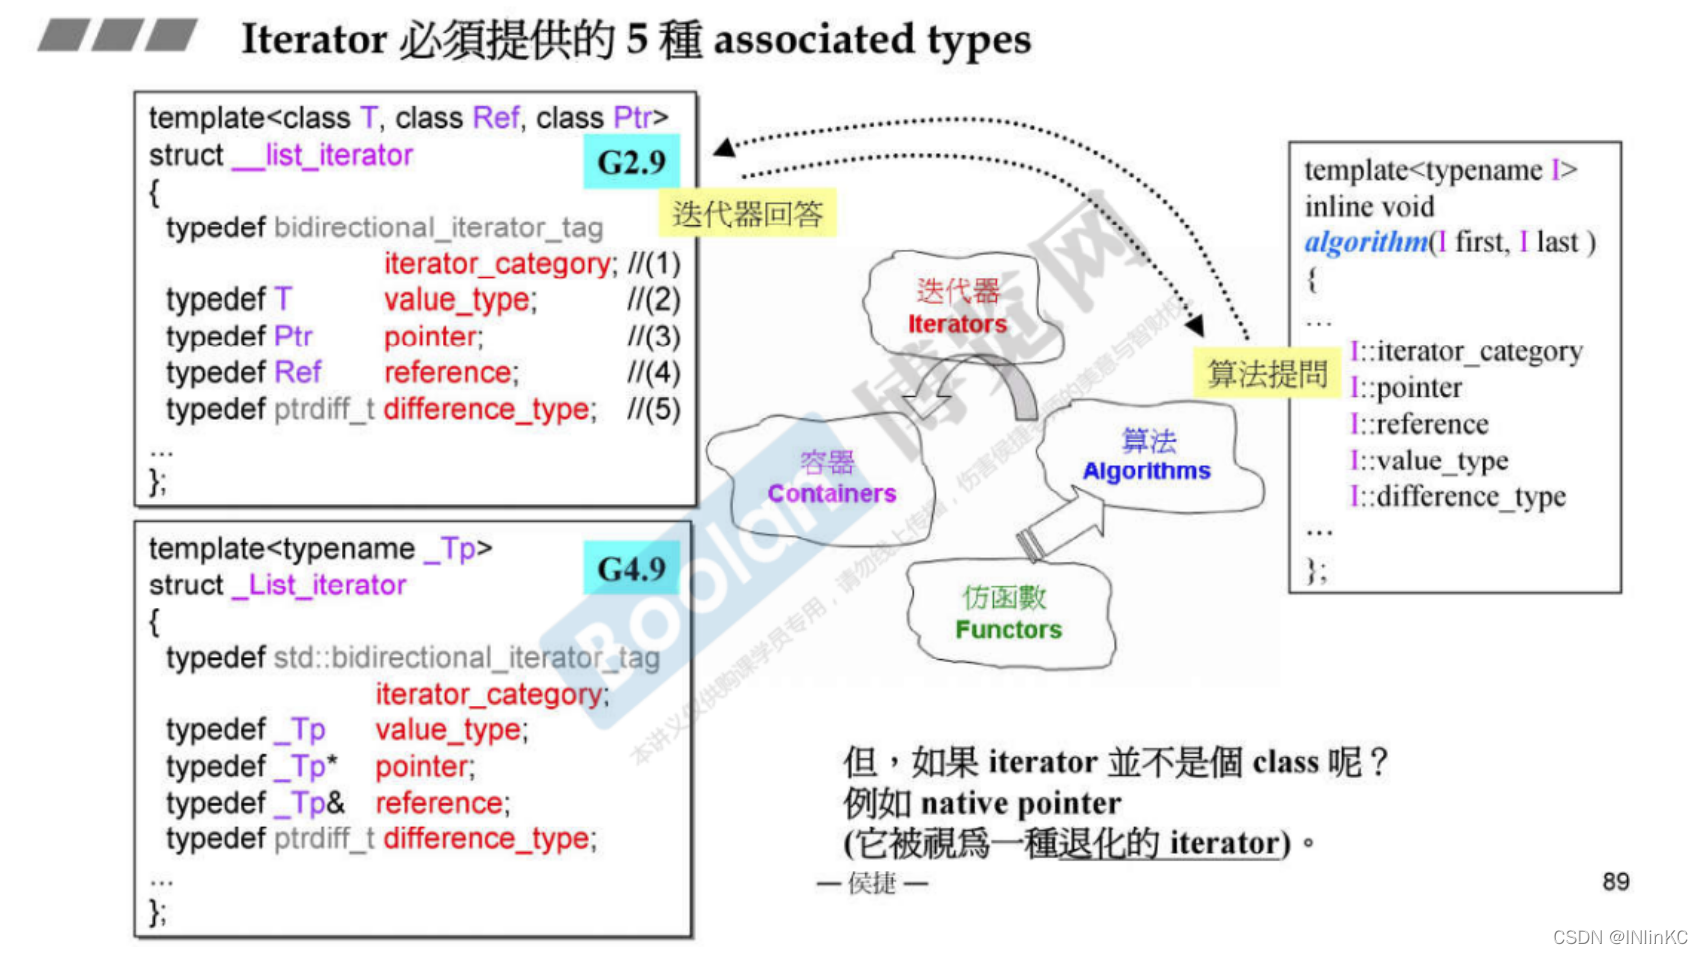 Iterator 必須提供的 5 種 associated types
template<class T, class Ref, class Ptr>
struct __list_iterator
G2.9
{
typedef bidirectional_iterator_tag
iterator_category; //(1)
typedef T value_type; //(2)
typedef Ptr pointer; //(3)
typedef Ref reference; //(4)
typedef ptrdiff_t difference_type; //(5)
...
};
迭代器回答
template<typename _Tp>
struct _List_iterator
G4.9
{
typedef std::bidirectional_iterator_tag
iterator_category;
typedef _Tp value_type;
typedef _Tp* pointer;
typedef _Tp& reference;
typedef ptrdiff_t difference_type;
...
};
迭代器
Iterators
容器
Containers
算法
Algorithms
仿函數
Functors
算法提問
template<typename I>
inline void
algorithm(I first, I last )
{
...
I::iterator_category
I::pointer
I::reference
I::value_type
I::difference_type
...
};
Boolan 博览网
本讲义仅供购课学员专用，请勿线上传播，伤害侯捷老师的美意与智财权。
但，如果 iterator 並不是個 class 呢？
例如 native pointer
(它被視爲一種退化的 iterator)。
— 侯捷 —
89
CSDN @INlinKC